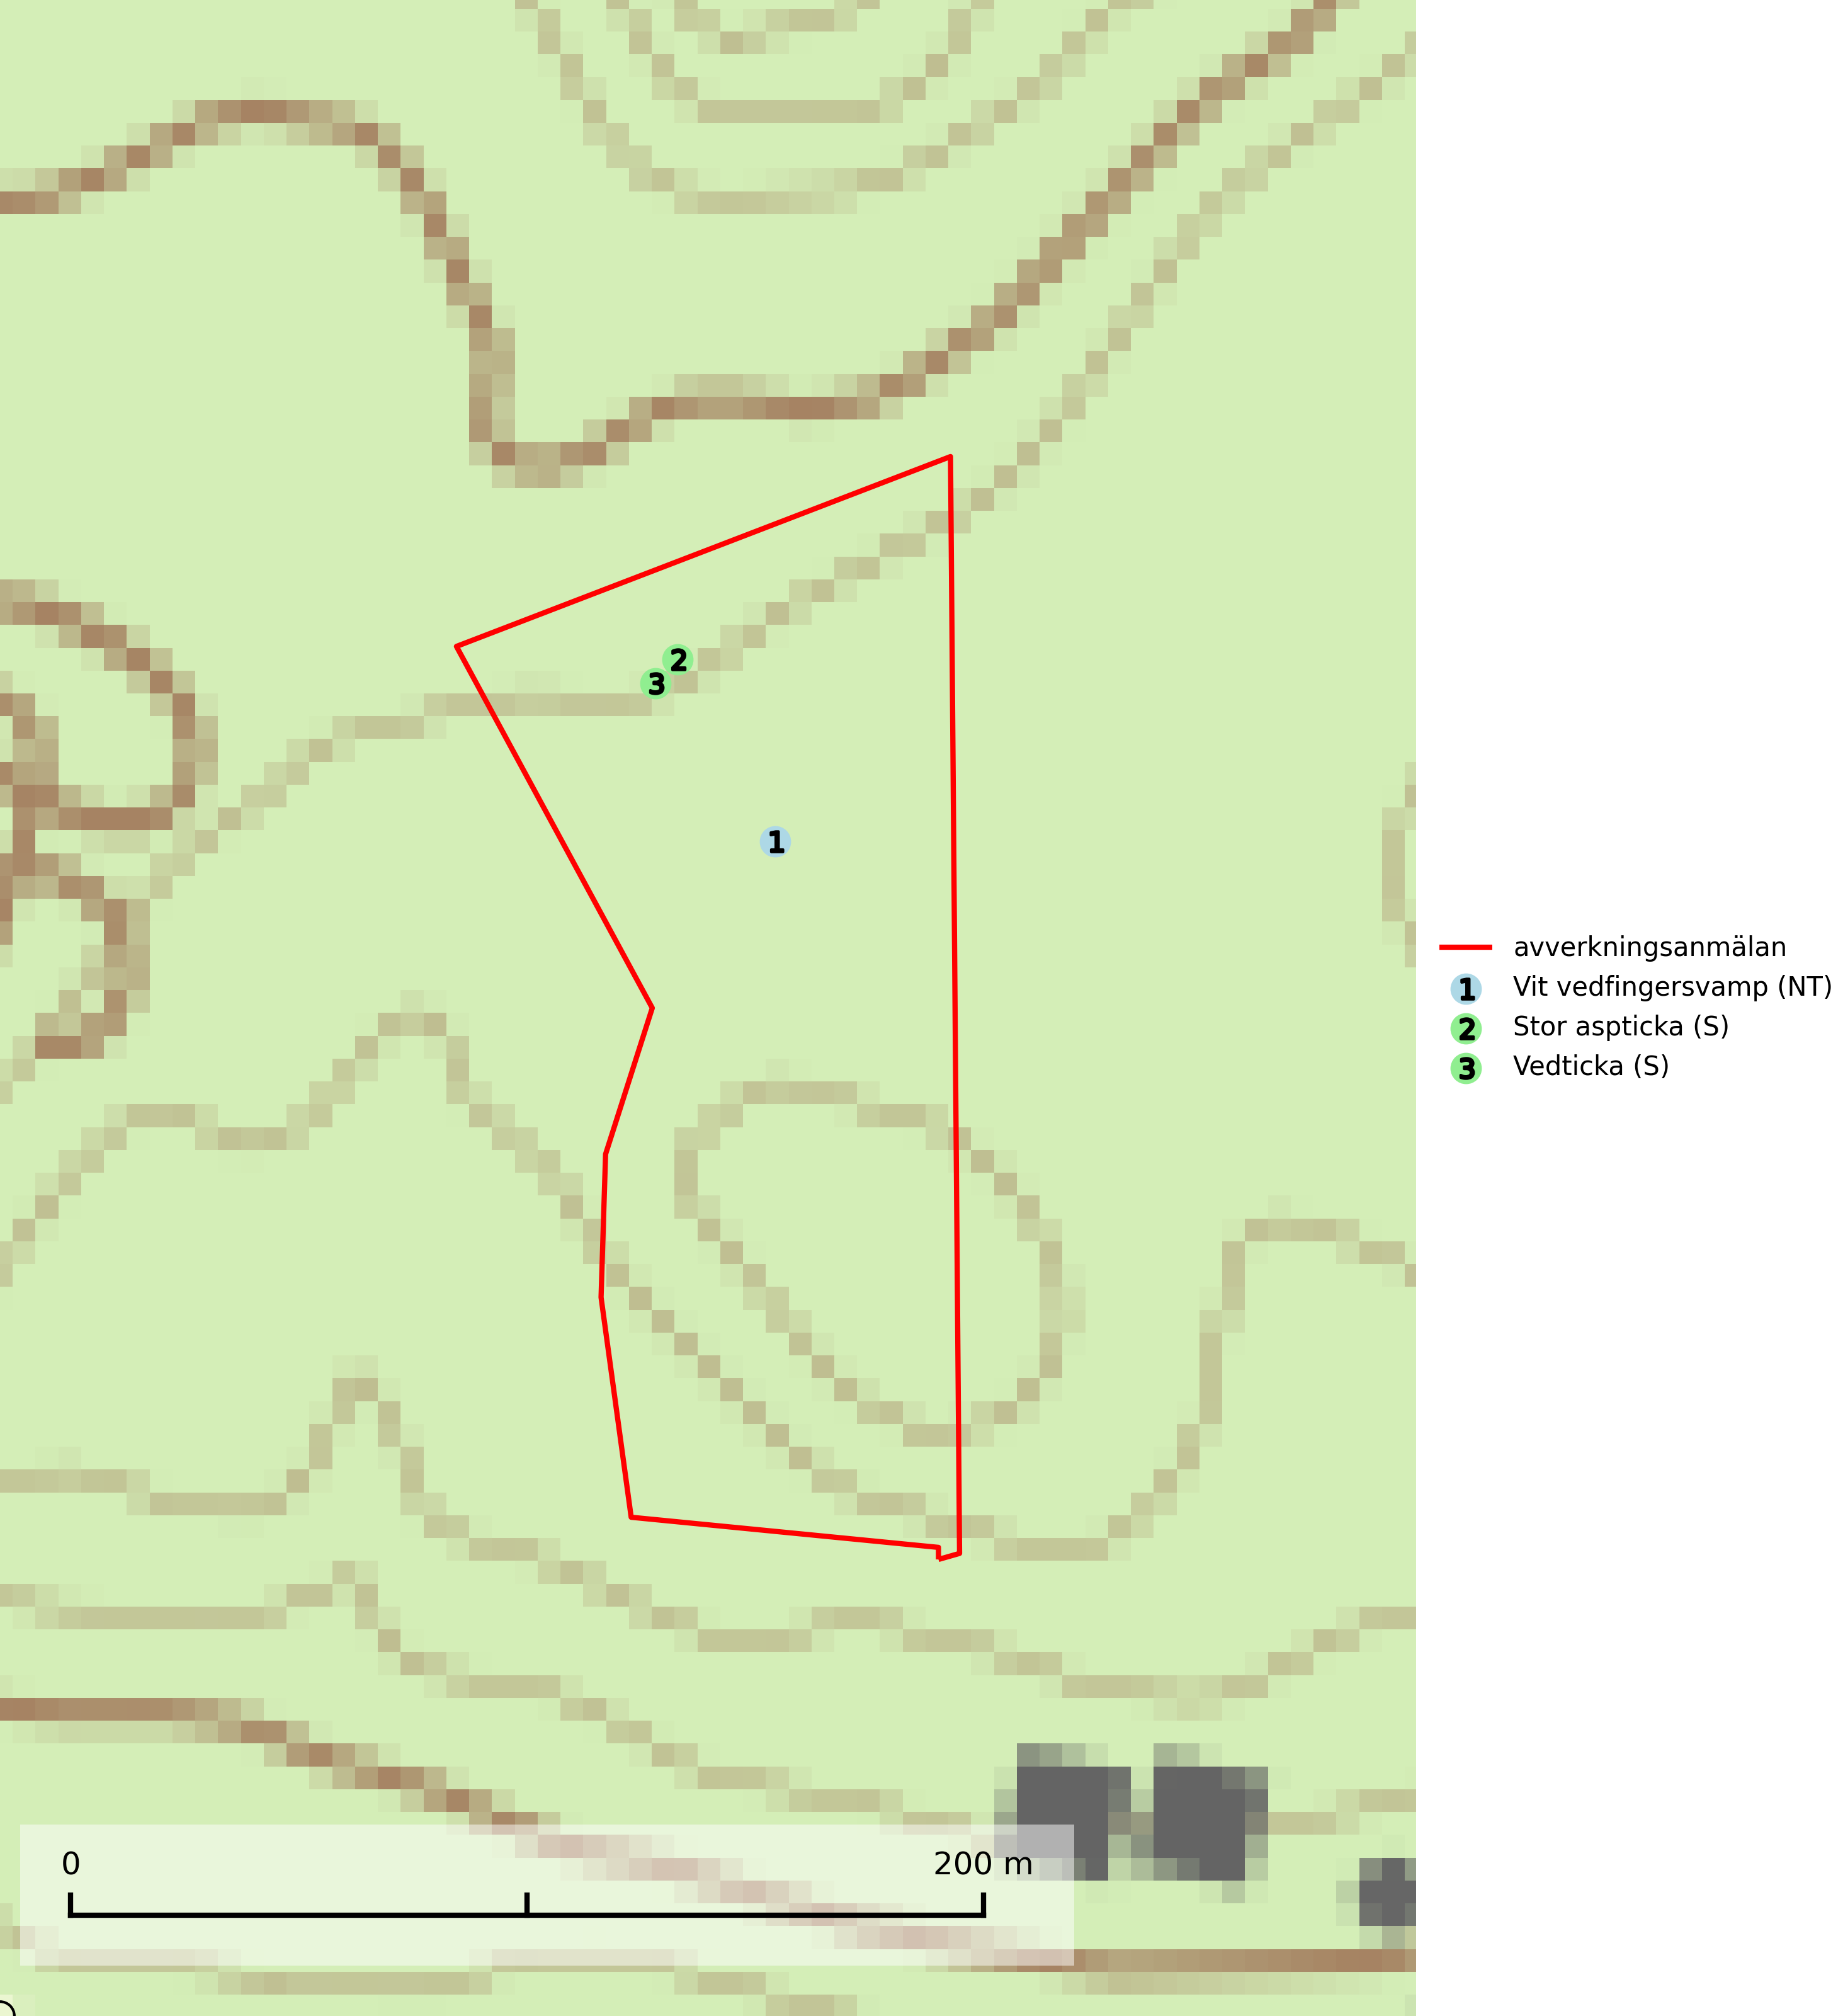 2
3
1
avverkningsanmälan
1 Vit vedfingersvamp (NT)
2 Stor aspticka (S)
3 Vedticka (S)
0 200 m